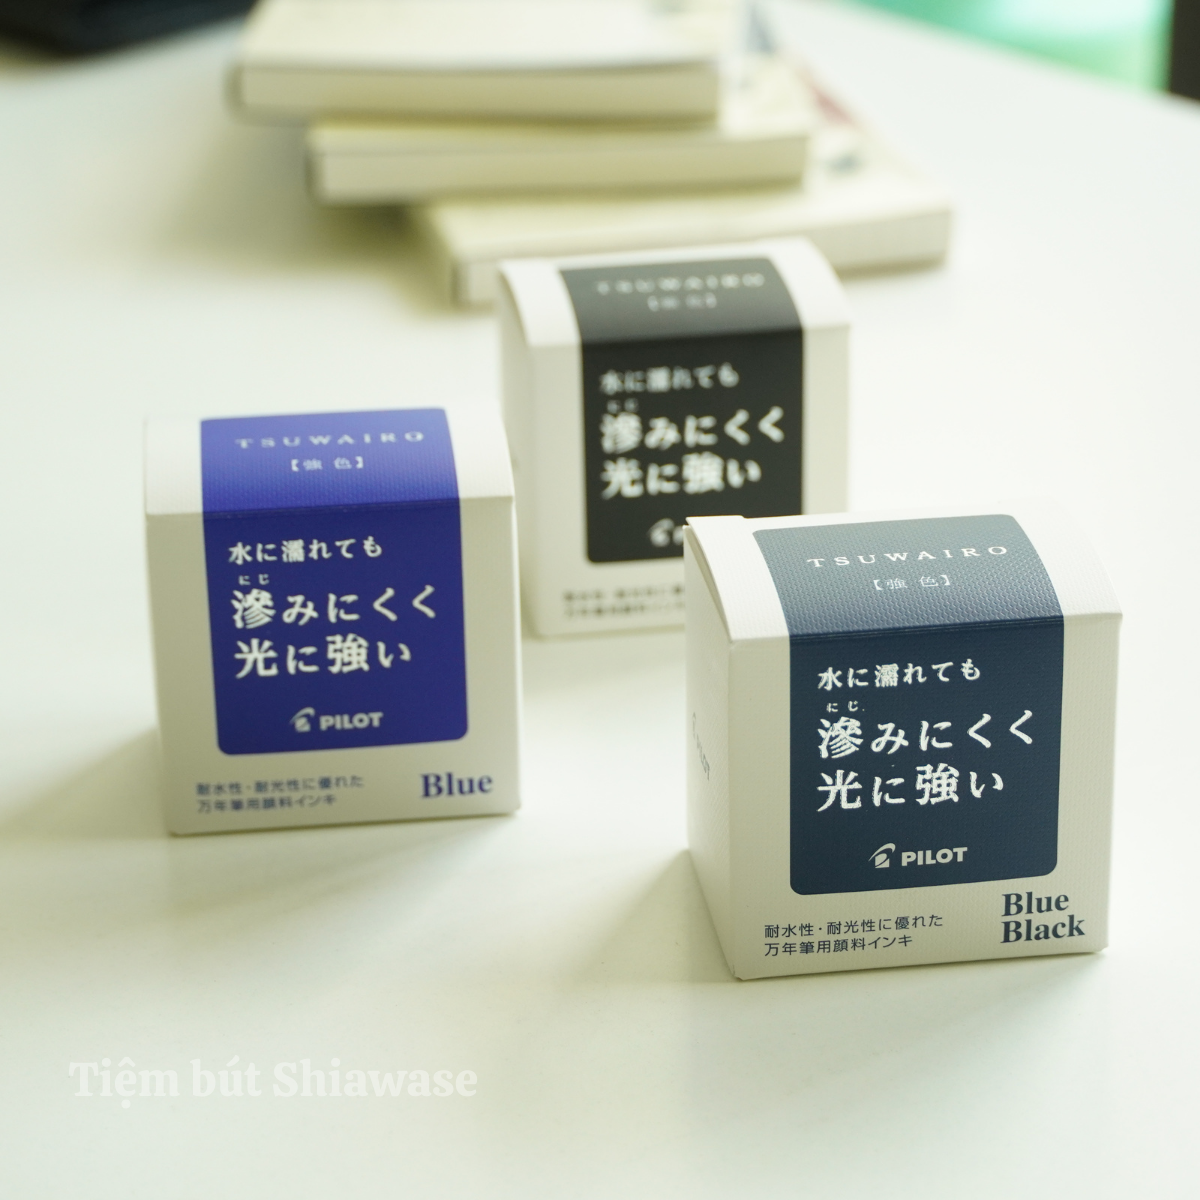 TSUWAIRO
水に濡れても
滲みにくく
光に強い
TSUWAIRO
【強色】
水に濡れても
にじ
滲みにくく
光に強い
PILOT
耐水性・耐光性に優れた
万年筆用顔料インキ
Blue
TSUWAIRO
【強色】
水に濡れても
にじ
滲みにくく
光に強い
PILOT
耐水性・耐光性に優れた
万年筆用顔料インキ
Blue
Black
Tiệm bút Shiawase